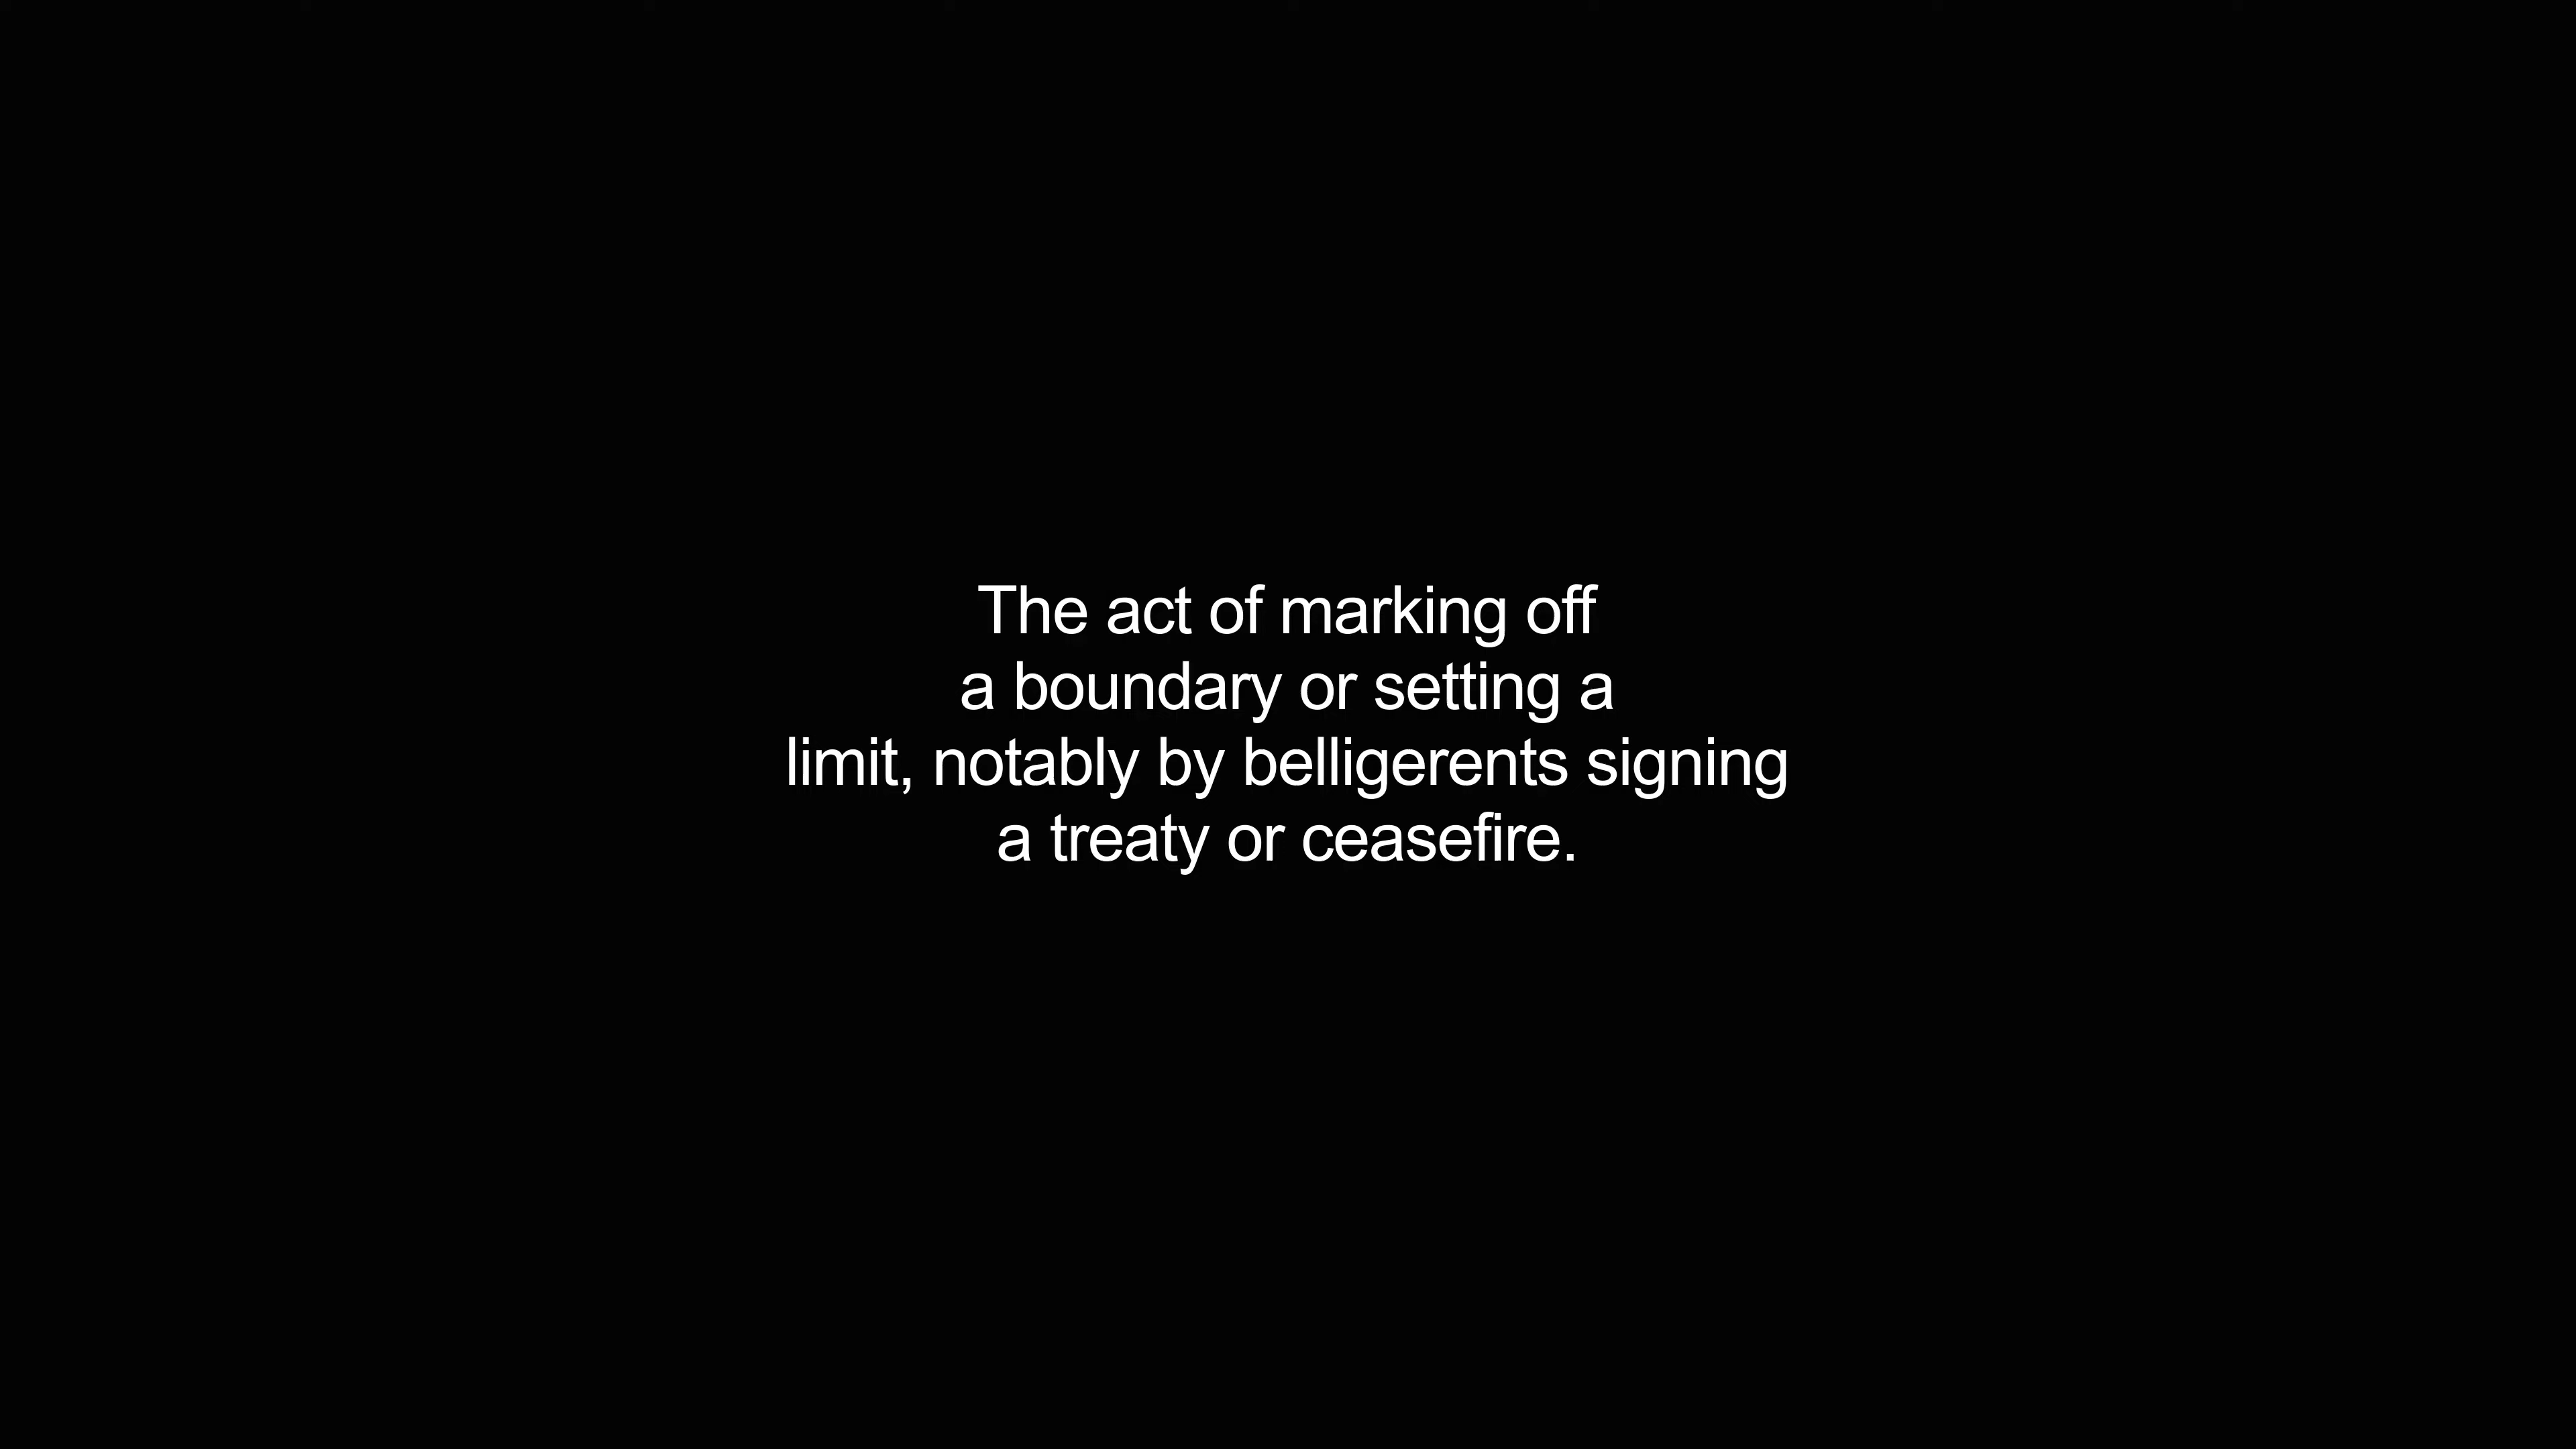 The act of marking off
a boundary or setting a
limit, notably by belligerents signing
a treaty or ceasefire.